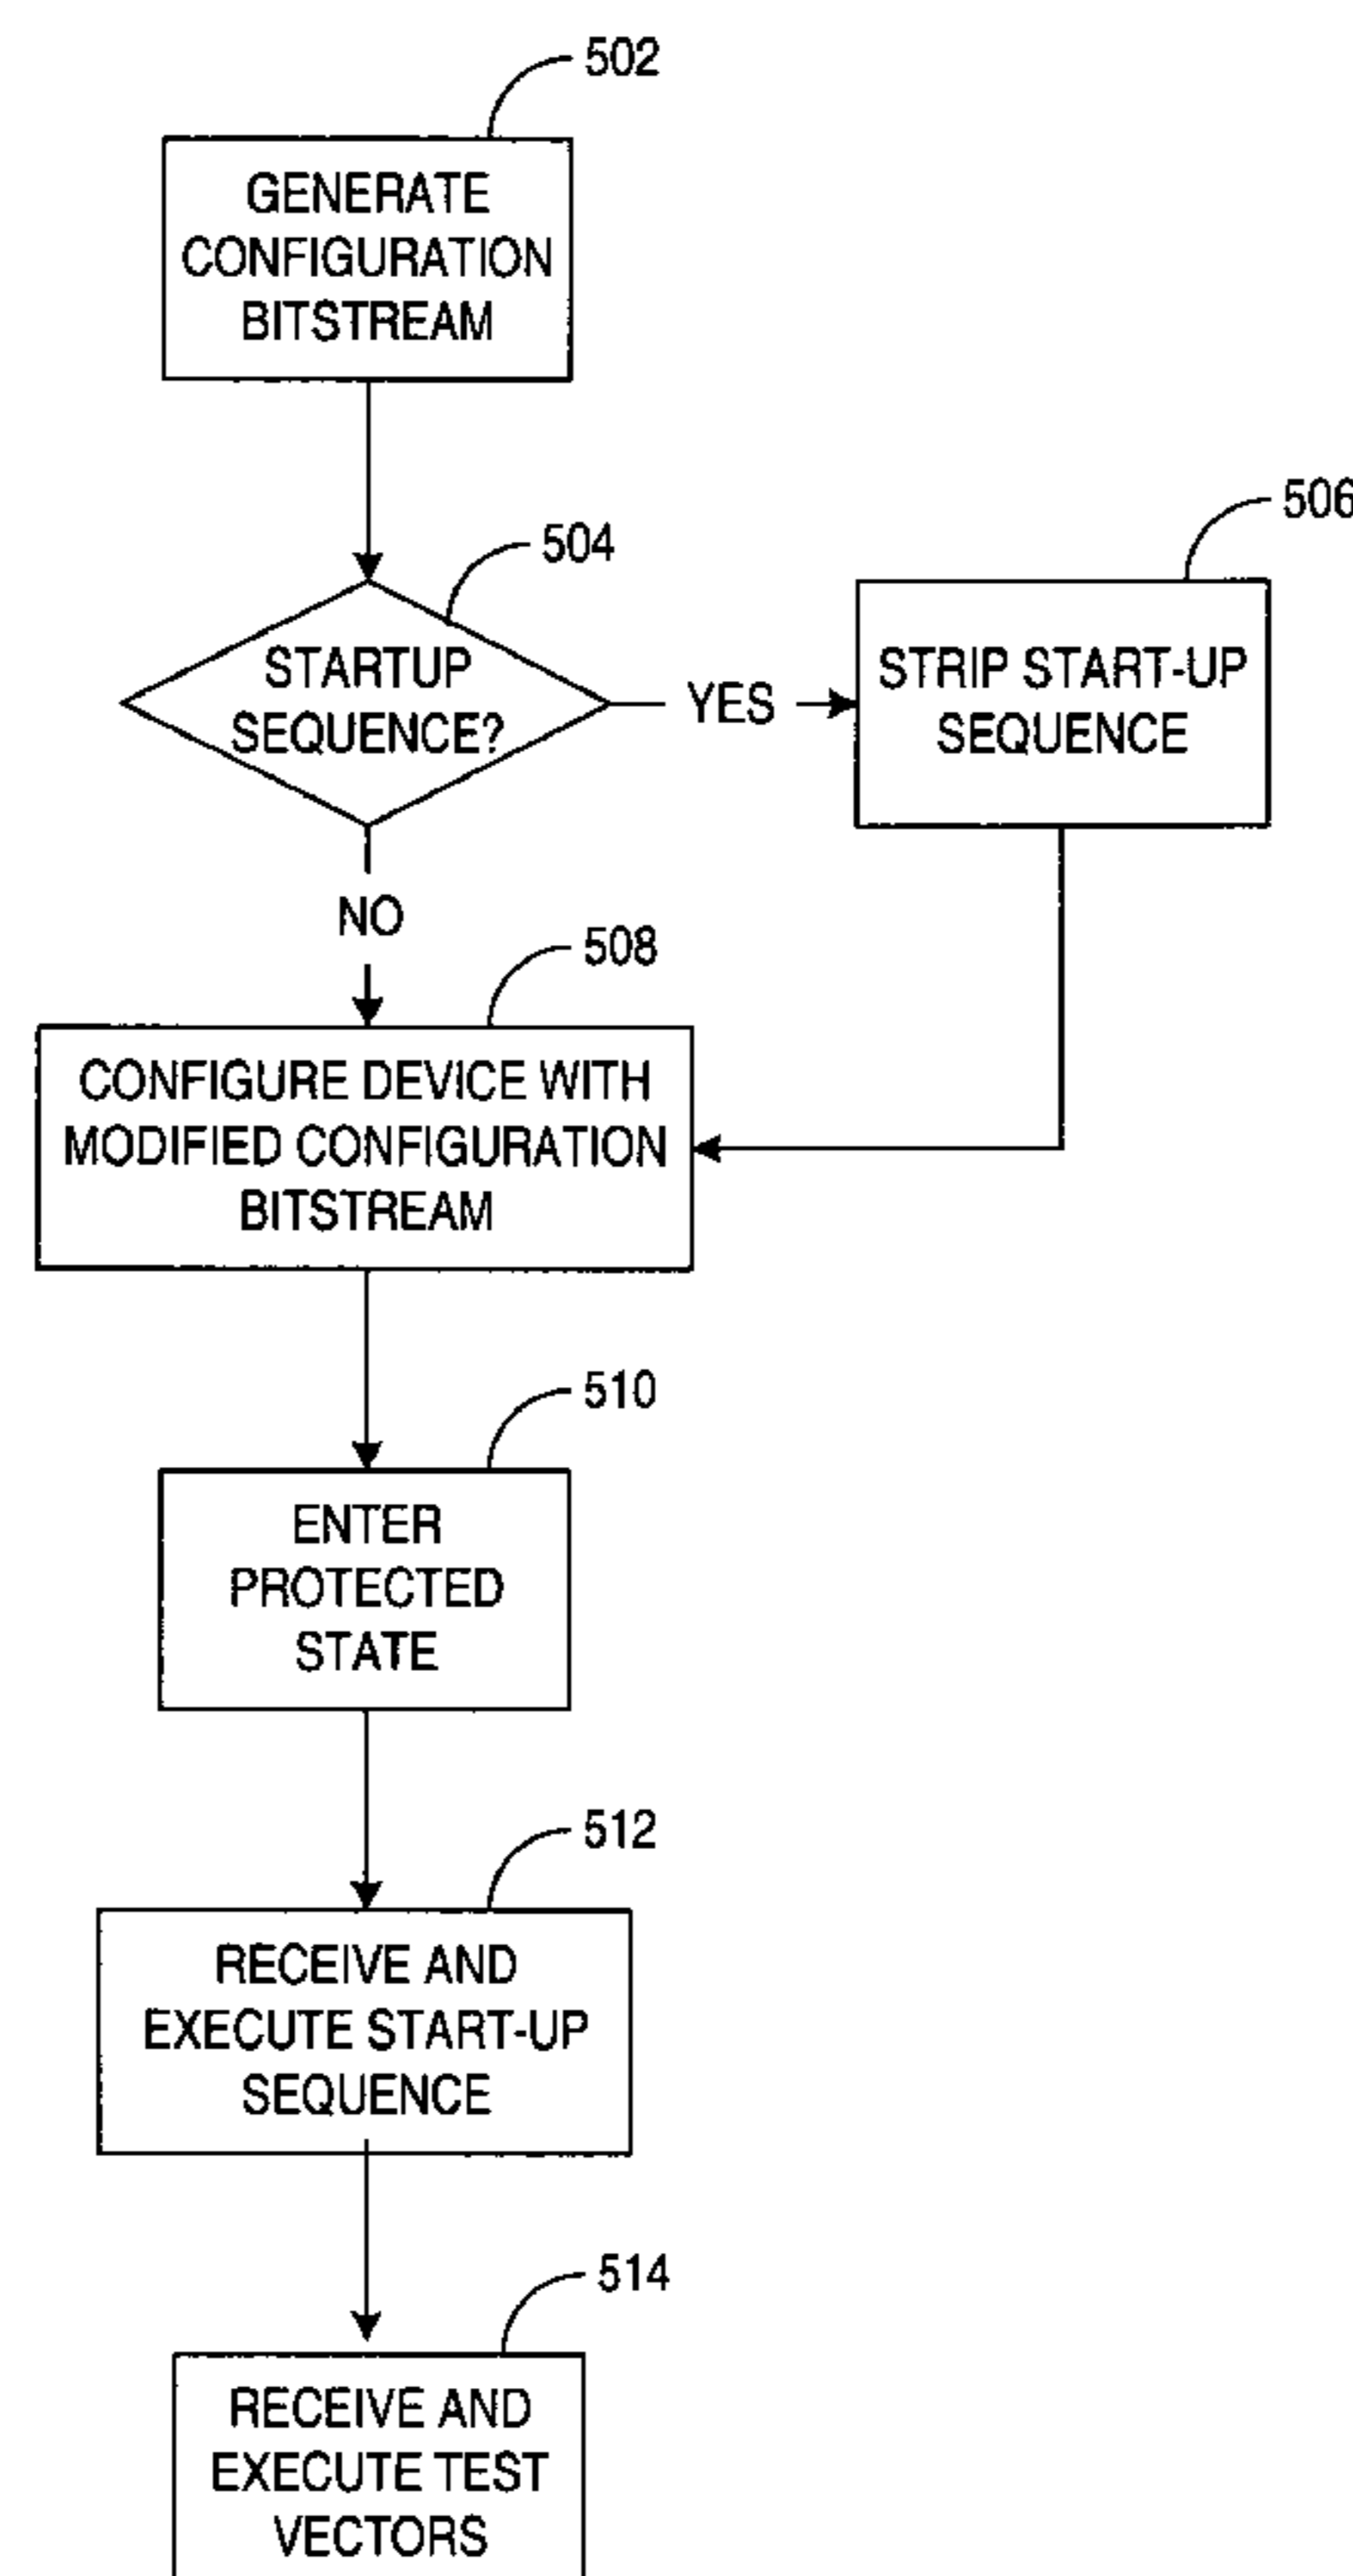 502
GENERATE
CONFIGURATION
BITSTREAM
504
STARTUP
SEQUENCE?
YES
506
STRIP START-UP
SEQUENCE
NO
508
CONFIGURE DEVICE WITH
MODIFIED CONFIGURATION
BITSTREAM
510
ENTER
PROTECTED
STATE
512
RECEIVE AND
EXECUTE START-UP
SEQUENCE
514
RECEIVE AND
EXECUTE TEST
VECTORS